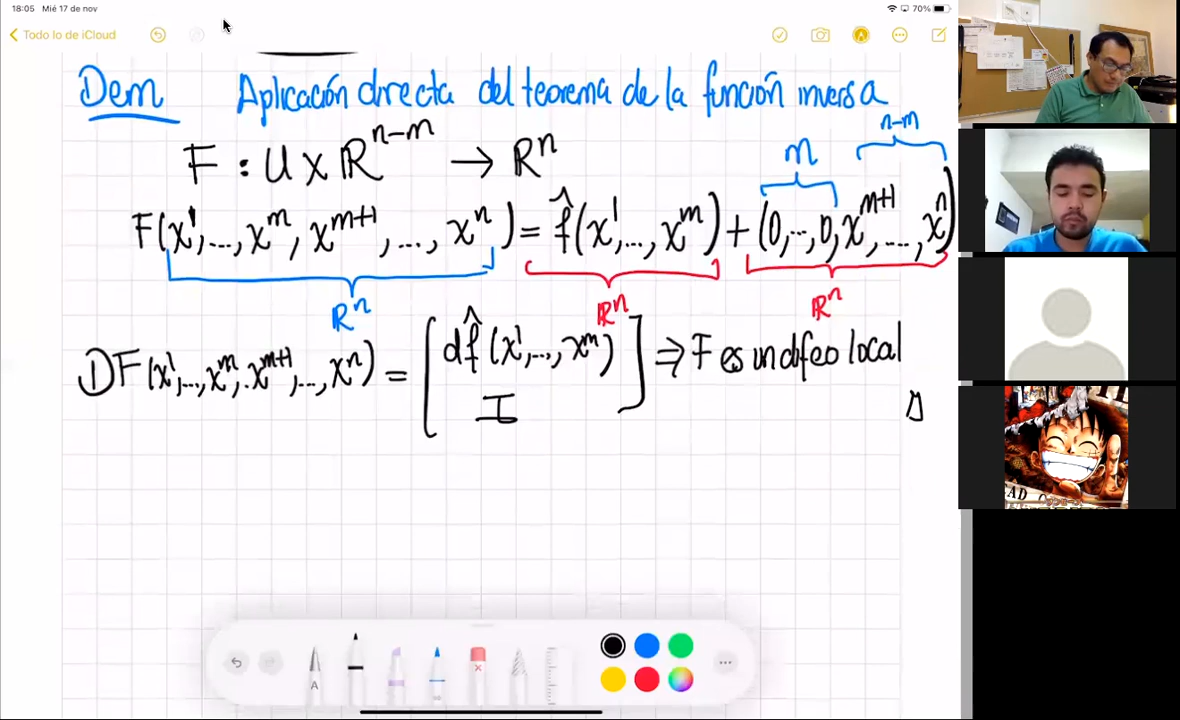 18:05 Mié 17 de nov
70%
Todo lo de iCloud
Dem Aplicación directa del teorema de la función inversa
F : U x ℝ^{n-m} → ℝ^n
m
n-m
F(x^1,...,x^m, x^{m+1},..., x^n) = f̂(x^1,...,x^m) + (0,...,0, x^{m+1},...,x^n)
ℝ^n
ℝ^n
ℝ^n
DF(x^1,...,x^m, x^{m+1},...,x^n) = [df̂(x^1,...,x^m) I] ⇒ F es un difeo local
□
A
AD